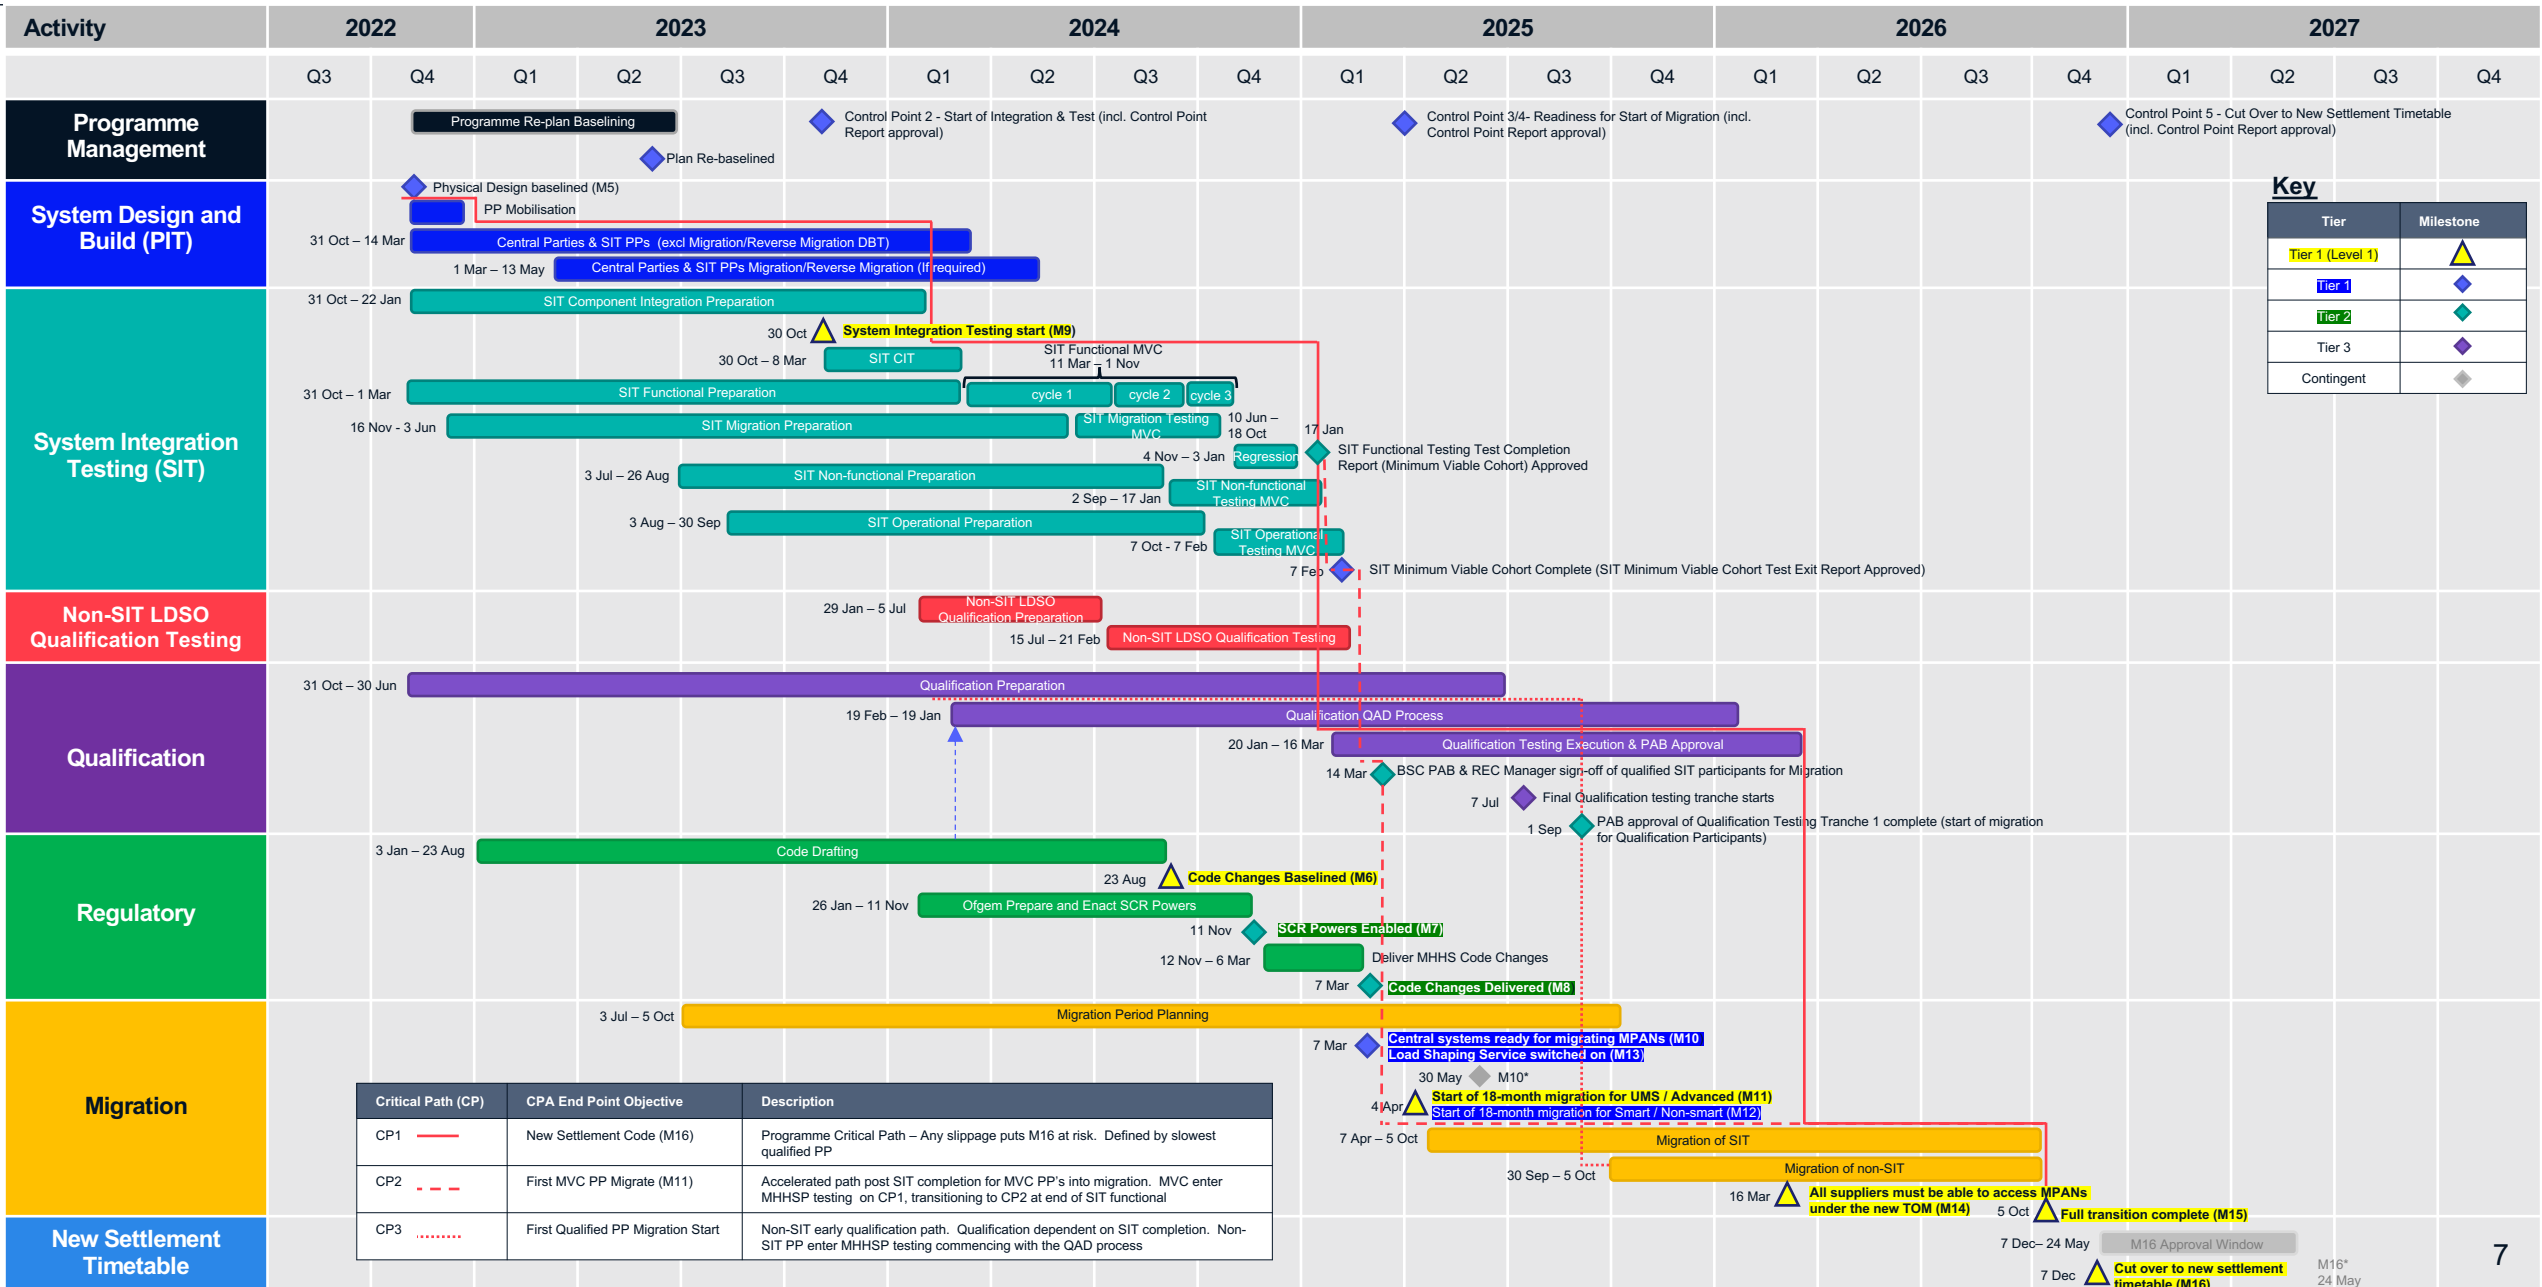 Activity
2022
2023
2024
2025
2026
2027
Q3
Q4
Q1
Q2
Q3
Q4
Q1
Q2
Q3
Q4
Q1
Q2
Q3
Q4
Q1
Q2
Q3
Q4
Q1
Q2
Q3
Q4
Programme
Management
Programme Re-plan Baselining
Control Point 2 - Start of Integration & Test (incl. Control Point
Report approval)
Control Point 3/4- Readiness for Start of Migration (incl.
Control Point Report approval)
Control Point 5 - Cut Over to New Settlement Timetable
(incl. Control Point Report approval)
Plan Re-baselined
Key
Tier
Milestone
Tier 1 (Level 1)
Tier 1
Tier 2
Tier 3
Contingent
System Design and
Build (PIT)
Physical Design baselined (M5)
PP Mobilisation
31 Oct – 14 Mar
Central Parties & SIT PPs  (excl Migration/Reverse Migration DBT)
1 Mar – 13 May
Central Parties & SIT PPs Migration/Reverse Migration (If required)
System Integration
Testing (SIT)
31 Oct – 22 Jan
SIT Component Integration Preparation
30 Oct
System Integration Testing start (M9)
30 Oct – 8 Mar
SIT CIT
SIT Functional MVC
11 Mar – 1 Nov
31 Oct – 1 Mar
SIT Functional Preparation
cycle 1
cycle 2
cycle 3
16 Nov - 3 Jun
SIT Migration Preparation
SIT Migration Testing
MVC
10 Jun –
18 Oct
4 Nov – 3 Jan
Regression
17 Jan
SIT Functional Testing Test Completion
Report (Minimum Viable Cohort) Approved
3 Jul – 26 Aug
SIT Non-functional Preparation
2 Sep – 17 Jan
SIT Non-functional
Testing MVC
3 Aug – 30 Sep
SIT Operational Preparation
7 Oct - 7 Feb
SIT Operational
Testing MVC
7 Feb
SIT Minimum Viable Cohort Complete (SIT Minimum Viable Cohort Test Exit Report Approved)
Non-SIT LDSO
Qualification Testing
29 Jan – 5 Jul
Non-SIT LDSO
Qualification Preparation
15 Jul – 21 Feb
Non-SIT LDSO Qualification Testing
Qualification
31 Oct – 30 Jun
Qualification Preparation
19 Feb – 19 Jan
Qualification QAD Process
20 Jan – 16 Mar
Qualification Testing Execution & PAB Approval
14 Mar
BSC PAB & REC Manager sign-off of qualified SIT participants for Migration
7 Jul
Final Qualification testing tranche starts
1 Sep
PAB approval of Qualification Testing Tranche 1 complete (start of migration
for Qualification Participants)
Regulatory
3 Jan – 23 Aug
Code Drafting
23 Aug
Code Changes Baselined (M6)
26 Jan – 11 Nov
Ofgem Prepare and Enact SCR Powers
11 Nov
SCR Powers Enabled (M7)
12 Nov – 6 Mar
Deliver MHHS Code Changes
7 Mar
Code Changes Delivered (M8
Migration
3 Jul – 5 Oct
Migration Period Planning
7 Mar
Central systems ready for migrating MPANs (M10
Load Shaping Service switched on (M13)
30 May
M10*
4 Apr
Start of 18-month migration for UMS / Advanced (M11)
Start of 18-month migration for Smart / Non-smart (M12)
7 Apr – 5 Oct
Migration of SIT
30 Sep – 5 Oct
Migration of non-SIT
16 Mar
All suppliers must be able to access MPANs
under the new TOM (M14)
5 Oct
Full transition complete (M15)
Critical Path (CP)
CPA End Point Objective
Description
CP1
New Settlement Code (M16)
Programme Critical Path – Any slippage puts M16 at risk.  Defined by slowest
qualified PP
CP2
First MVC PP Migrate (M11)
Accelerated path post SIT completion for MVC PP's into migration.  MVC enter
MHHSP testing  on CP1, transitioning to CP2 at end of SIT functional
CP3
First Qualified PP Migration Start
Non-SIT early qualification path.  Qualification dependent on SIT completion.  Non-
SIT PP enter MHHSP testing commencing with the QAD process
New Settlement
Timetable
7 Dec– 24 May
M16 Approval Window
7 Dec
Cut over to new settlement
timetable (M16)
M16*
24 May
7